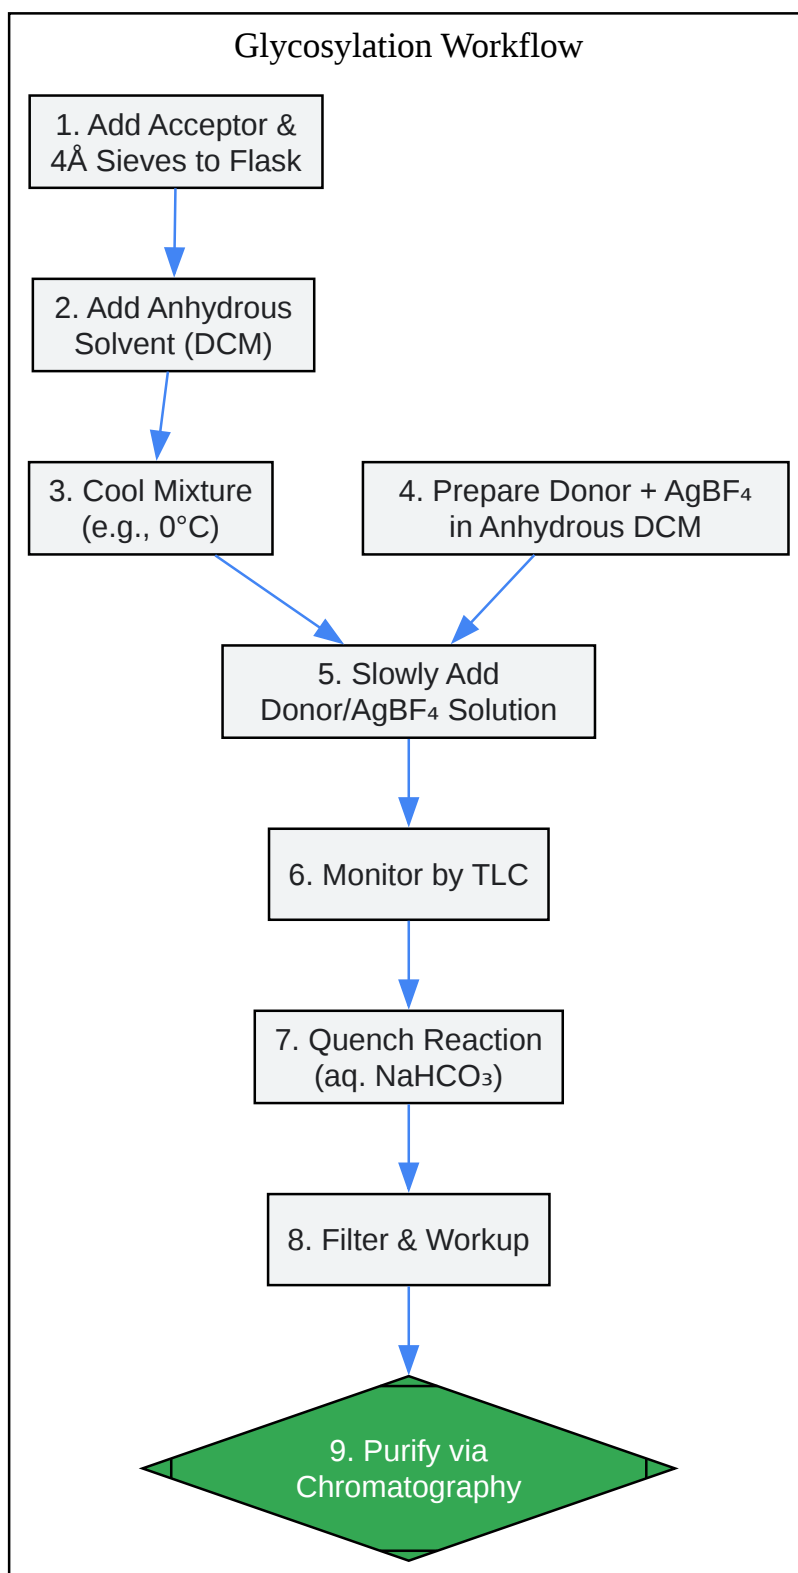 Glycosylation Workflow
1. Add Acceptor &
4Å Sieves to Flask
2. Add Anhydrous
Solvent (DCM)
3. Cool Mixture
(e.g., 0°C)
4. Prepare Donor + AgBF₄
in Anhydrous DCM
5. Slowly Add
Donor/AgBF₄ Solution
6. Monitor by TLC
7. Quench Reaction
(aq. NaHCO₃)
8. Filter & Workup
9. Purify via
Chromatography